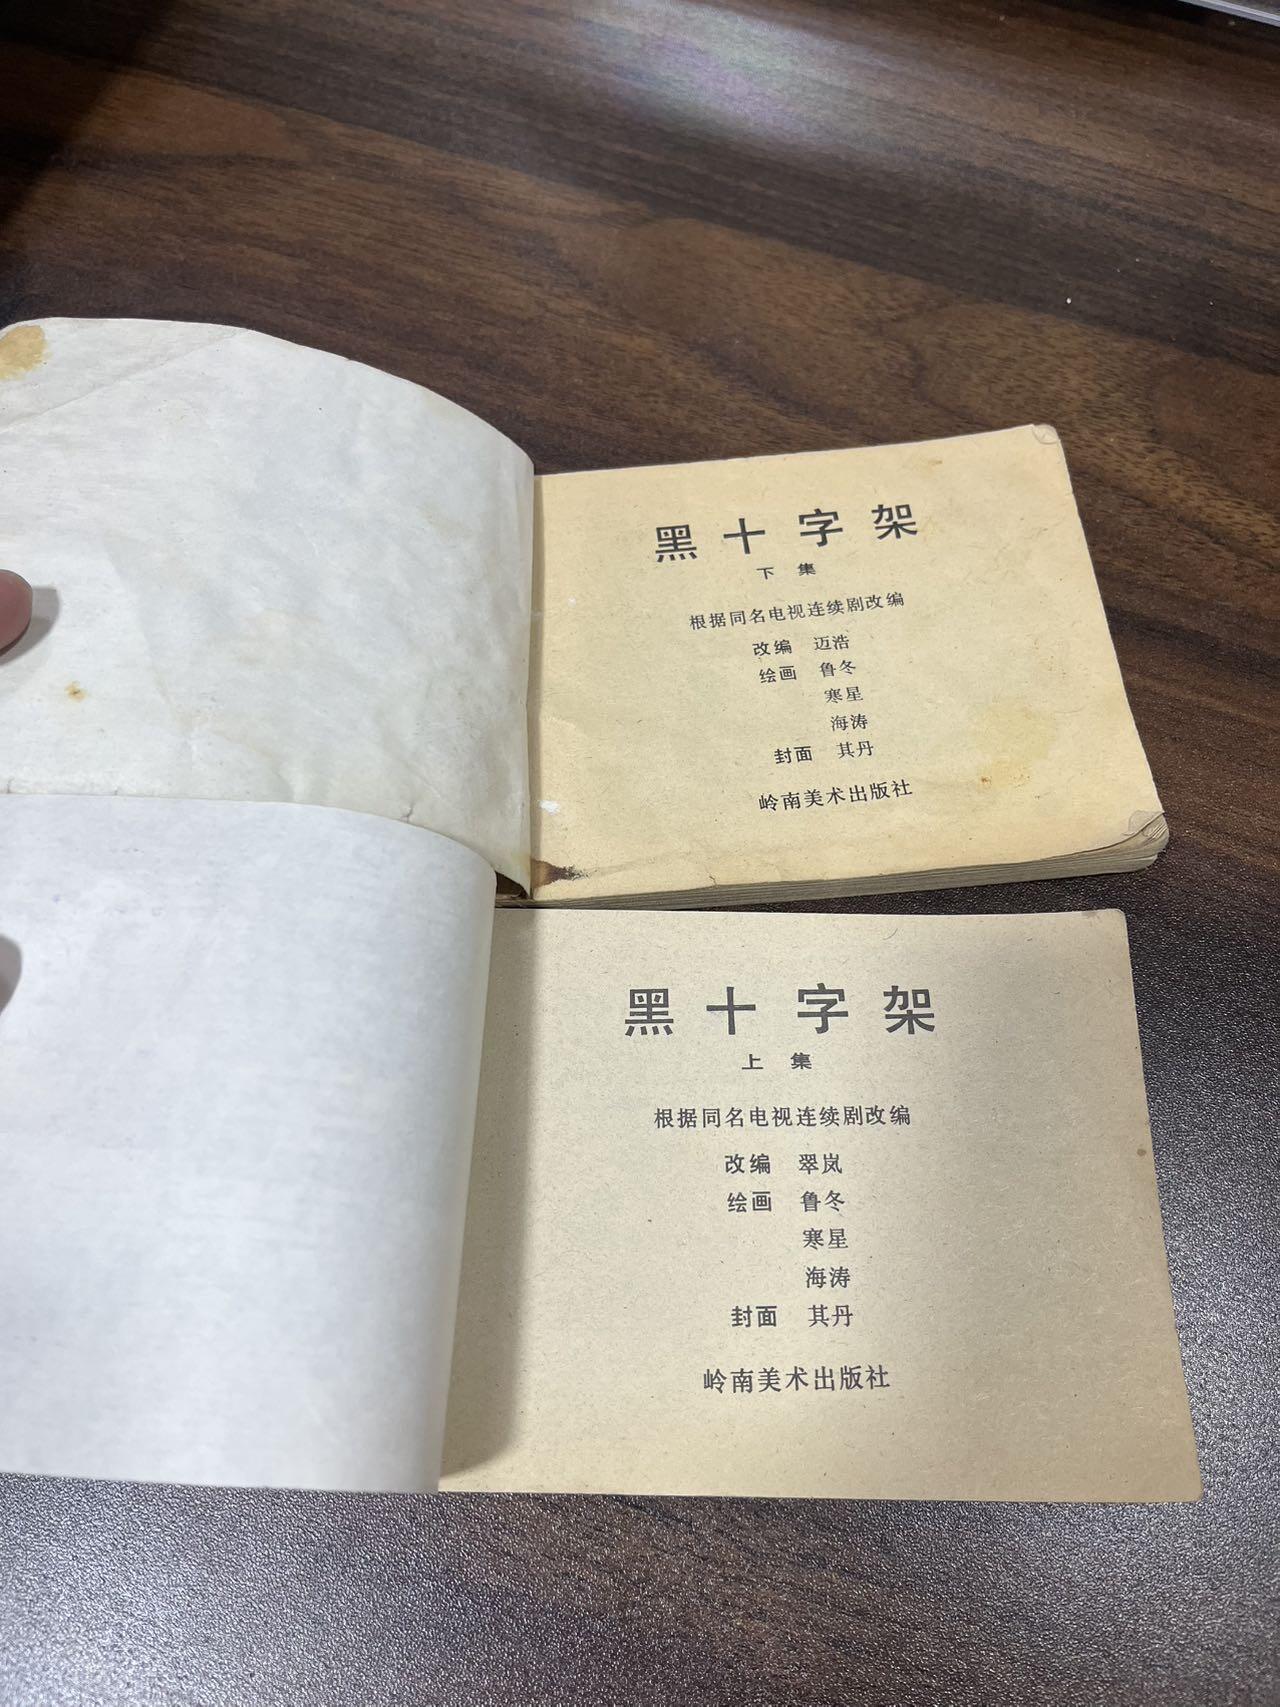 黑十字架
下集
根据同名电视连续剧改编
改编 迈浩
绘画 鲁冬
寒星
海涛
封面 其丹
岭南美术出版社
黑十字架
上集
根据同名电视连续剧改编
改编 翠岚
绘画 鲁冬
寒星
海涛
封面 其丹
岭南美术出版社